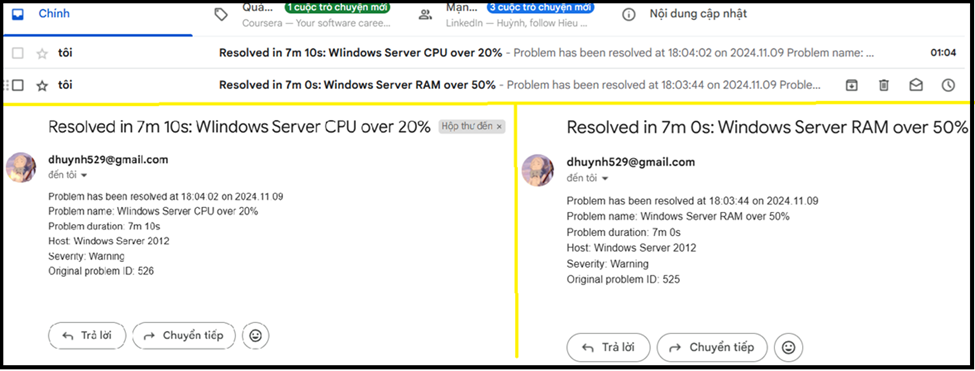 Chính
Quả...
1 cuộc trò chuyện mới
Coursera — Your software caree...
Mạn...
3 cuộc trò chuyện mới
LinkedIn — Huỳnh, follow Hieu ...
Nội dung cập nhật
tôi
Resolved in 7m 10s: WIindows Server CPU over 20% - Problem has been resolved at 18:04:02 on 2024.11.09 Problem name: ...
01:04
tôi
Resolved in 7m 0s: Windows Server RAM over 50% - Problem has been resolved at 18:03:44 on 2024.11.09 Proble...
Resolved in 7m 10s: WIindows Server CPU over 20%
Hộp thư đến ×
dhuynh529@gmail.com
đến tôi
Problem has been resolved at 18:04:02 on 2024.11.09
Problem name: WIindows Server CPU over 20%
Problem duration: 7m 10s
Host: Windows Server 2012
Severity: Warning
Original problem ID: 526
Trả lời
Chuyển tiếp
Resolved in 7m 0s: Windows Server RAM over 50%
dhuynh529@gmail.com
đến tôi
Problem has been resolved at 18:03:44 on 2024.11.09
Problem name: Windows Server RAM over 50%
Problem duration: 7m 0s
Host: Windows Server 2012
Severity: Warning
Original problem ID: 525
Trả lời
Chuyển tiếp